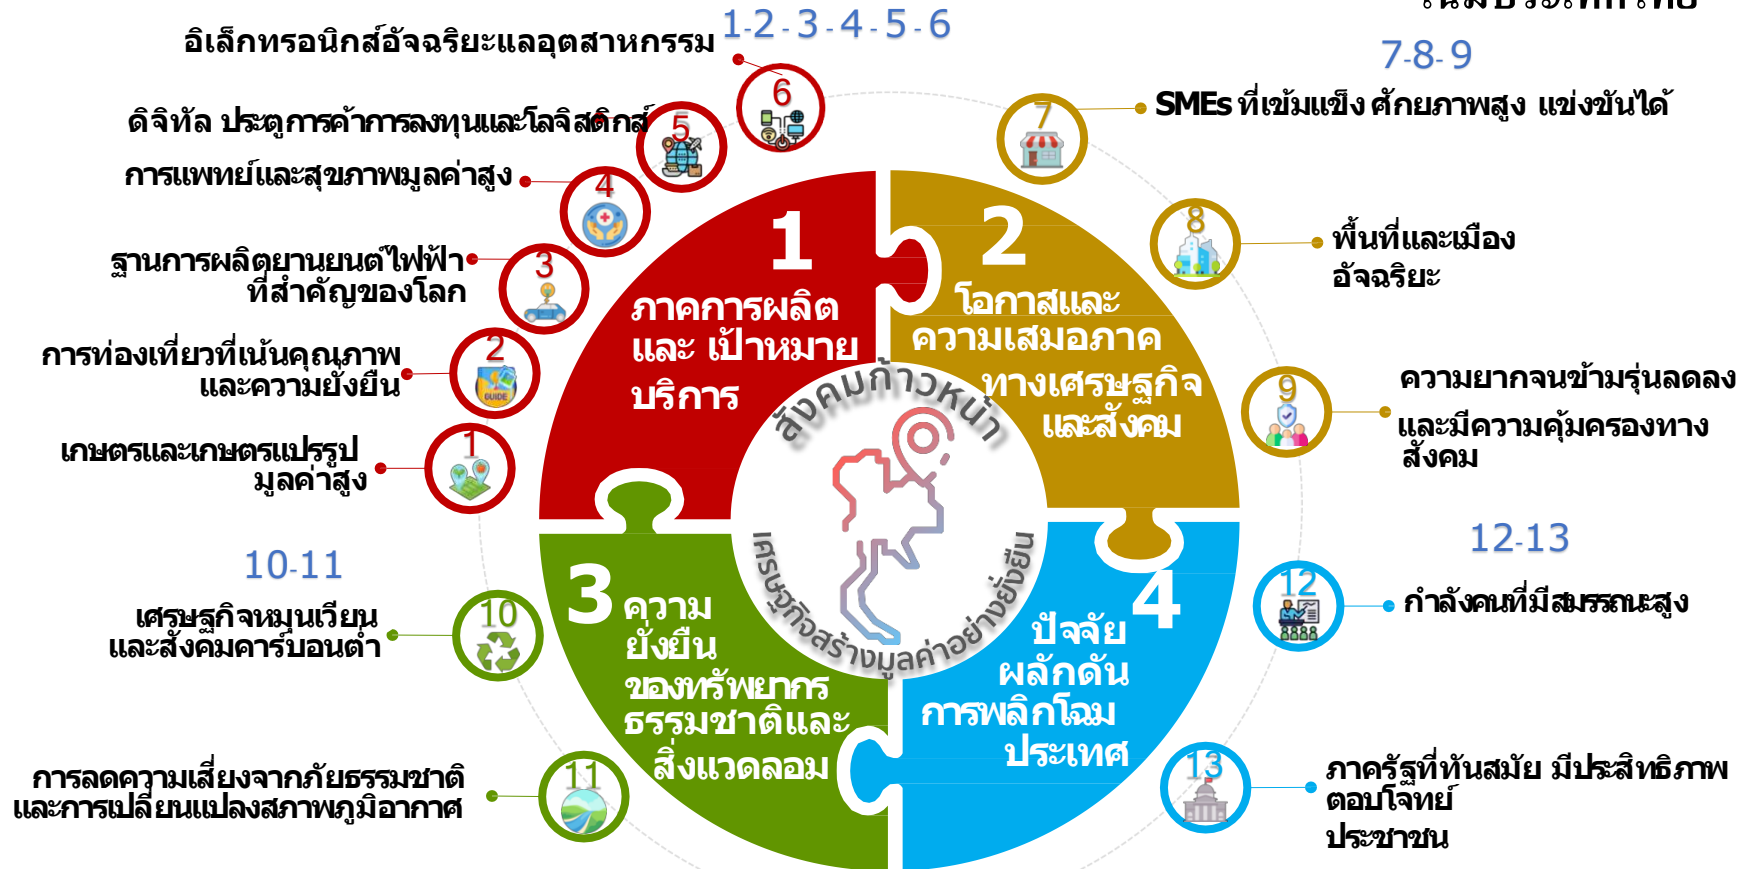 1-2 - 3 - 4 - 5 - 6
อิเล็กทรอนิกส์อัจฉริยะแลอุตสาหกรรม
6
ดิจิทัล ประตูการค้าการลงทุนและโลจิสติกส์
5
การแพทย์และสุขภาพมูลค่าสูง
4
ฐานการผลิตยานยนต์ไฟฟ้า
ที่สำคัญของโลก
3
การท่องเที่ยวที่เน้นคุณภาพ
และความยั่งยืน
2
GUIDE
เกษตรและเกษตรแปรรูป
มูลค่าสูง
1
1
ภาคการผลิต
และ เป้าหมาย
บริการ
7-8- 9
7
SMEs ที่เข้มแข็ง ศักยภาพสูง แข่งขันได้
8
พื้นที่และเมือง
อัจฉริยะ
9
ความยากจนข้ามรุ่นลดลง
และมีความคุ้มครองทาง
สังคม
2
โอกาสและ
ความเสมอภาค
ทางเศรษฐกิจ
และสังคม
สังคมก้าวหน้า
เศรษฐกิจสร้างมูลค่าอย่างยั่งยืน
10-11
เศรษฐกิจหมุนเวียน
และสังคมคาร์บอนต่ำ
10
การลดความเสี่ยงจากภัยธรรมชาติ
และการเปลี่ยนแปลงสภาพภูมิอากาศ
11
3
ความ
ยั่งยืน
ของทรัพยากร
ธรรมชาติและ
สิ่งแวดลอม
4
ปัจจัย
ผลักดัน
การพลิกโฉม
ประเทศ
12-13
12
กำลังคนที่มีสมรรถนะสูง
13
ภาครัฐที่ทันสมัย มีประสิทธิภาพ
ตอบโจทย์
ประชาชน